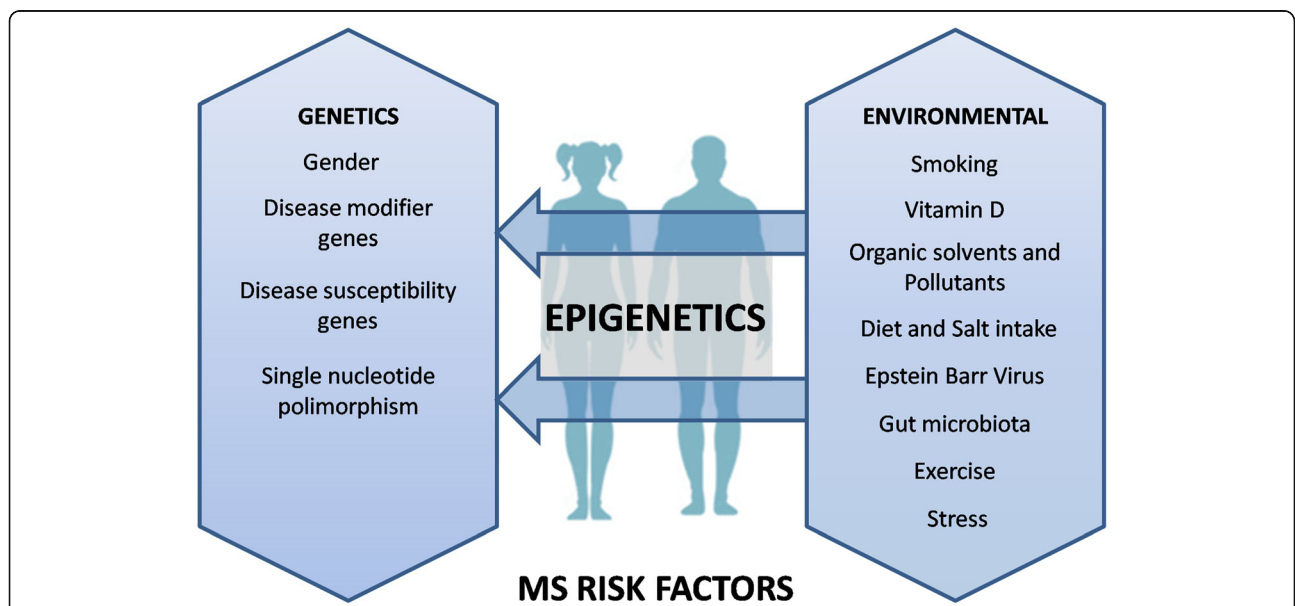 GENETICS
Gender
Disease modifier
genes
Disease susceptibility
genes
Single nucleotide
polimorphism
EPIGENETICS
ENVIRONMENTAL
Smoking
Vitamin D
Organic solvents and
Pollutants
Diet and Salt intake
Epstein Barr Virus
Gut microbiota
Exercise
Stress
MS RISK FACTORS